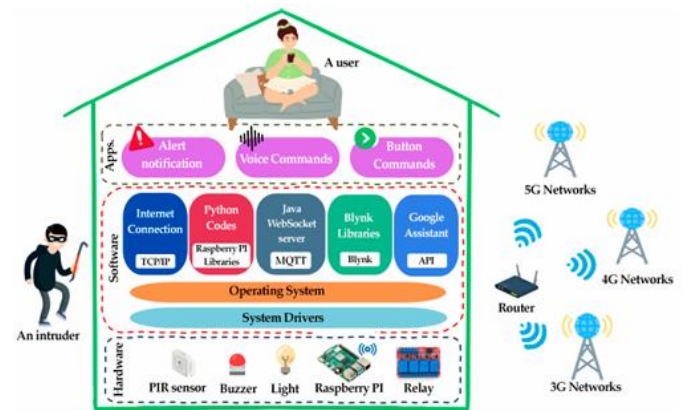 A user
Apps.
Alert
notification
Voice Commands
Button
Commands
Software
Internet
Connection
TCP/IP
Python
Codes
Raspberry PI
Libraries
Java
WebSocket
server
MQTT
Blynk
Libraries
Blynk
Google
Assistant
API
Operating System
System Drivers
Hardware
PIR sensor
Buzzer
Light
Raspberry PI
Relay
An intruder
5G Networks
4G Networks
Router
3G Networks